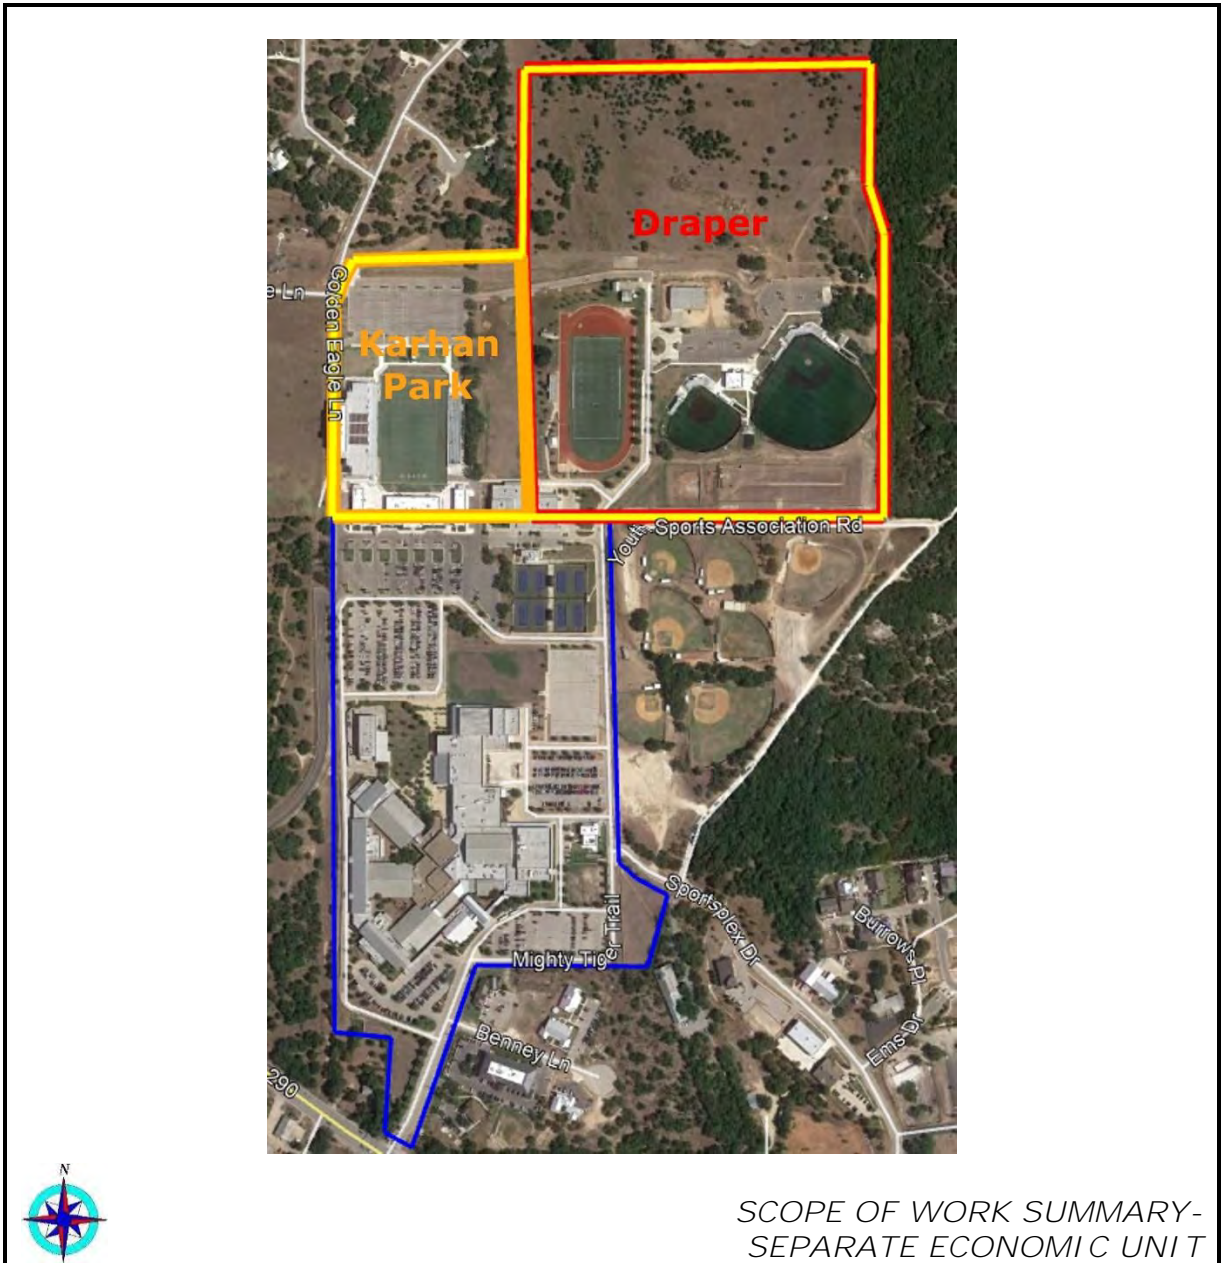 Draper
e Ln
Golden Eagle Ln
Karhan
Park
Youth Sports Association Rd
Sportsplex Dr
Mighty Tiger Trail
Burrows Pl
Benney Ln
Ems Dr
290
N
SCOPE OF WORK SUMMARY-
SEPARATE ECONOMIC UNIT